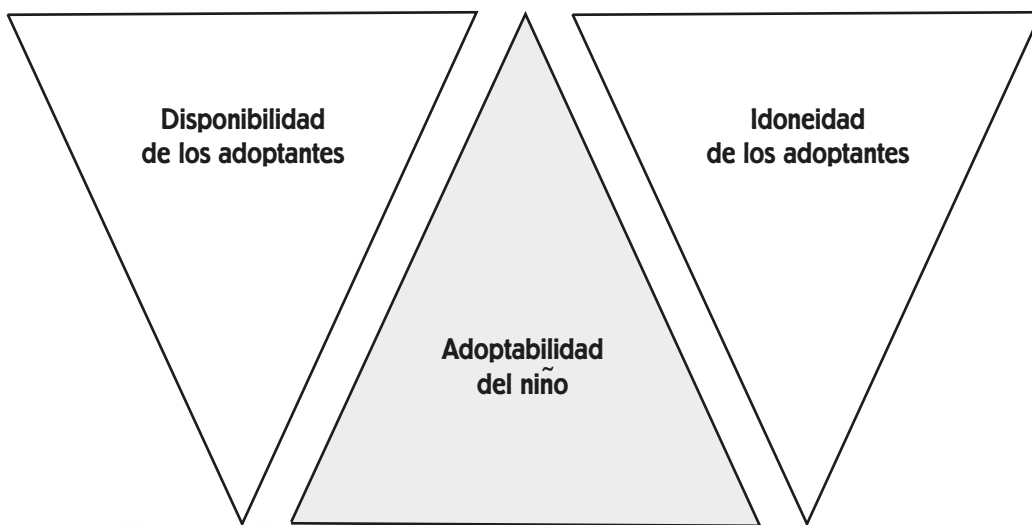 Disponibilidad
de los adoptantes
Idoneidad
de los adoptantes
Adoptabilidad
del niño